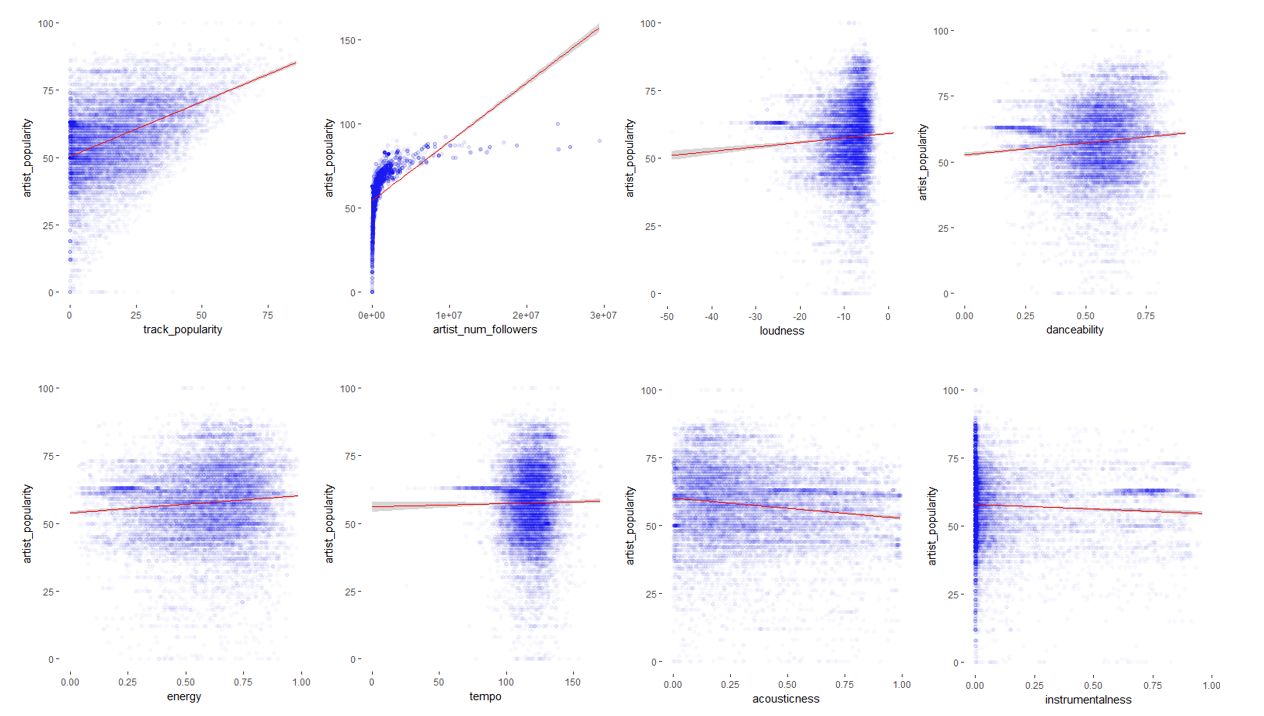 100
75
50
25
0
artist_popularity
0 25 50 75
track_popularity
150
100
50
0
artist_popularity
0e+00 1e+07 2e+07 3e+07
artist_num_followers
100
75
50
25
0
artist_popularity
-50 -40 -30 -20 -10 0
loudness
100
75
50
25
0
artist_popularity
0.00 0.25 0.50 0.75
danceability
100
75
50
25
0
artist_popularity
0.00 0.25 0.50 0.75 1.00
energy
100
75
50
25
0
artist_popularity
0 50 100 150
tempo
100
75
50
25
0
artist_popularity
0.00 0.25 0.50 0.75 1.00
acousticness
100
75
50
25
0
artist_popularity
0.00 0.25 0.50 0.75 1.00
instrumentalness